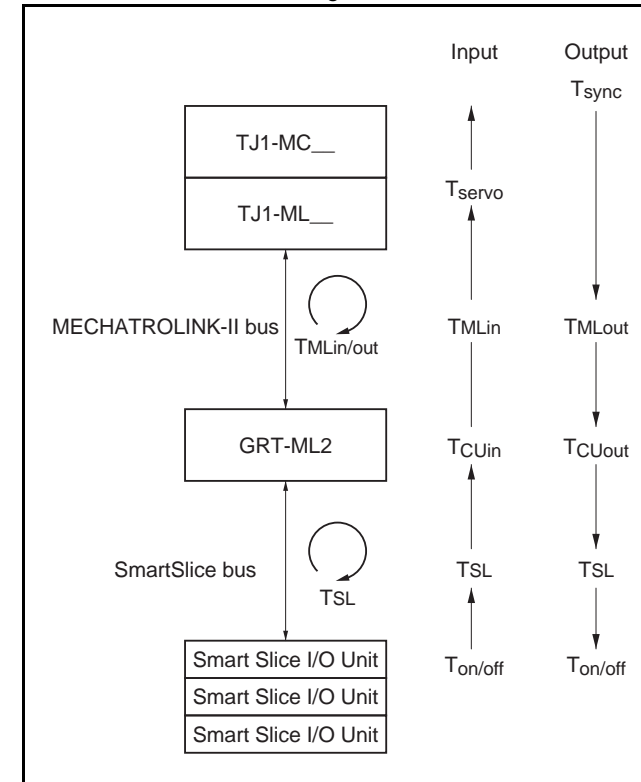 Input Output
Tsync
TJ1-MC__
Tservo
TJ1-ML__
MECHATROLINK-II bus
TMLin/out
TMLin TMLout
GRT-ML2
TCUin TCUout
SmartSlice bus
TSL
TSL TSL
Smart Slice I/O Unit
Ton/off Ton/off
Smart Slice I/O Unit
Smart Slice I/O Unit